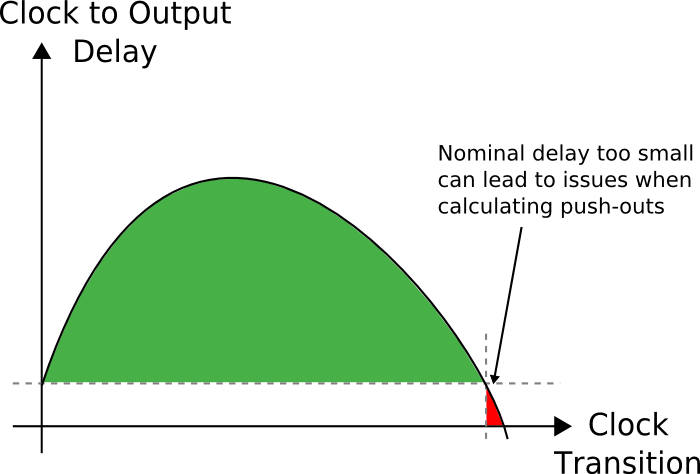 Clock to Output
Delay
Nominal delay too small
can lead to issues when
calculating push-outs
Clock
Transition